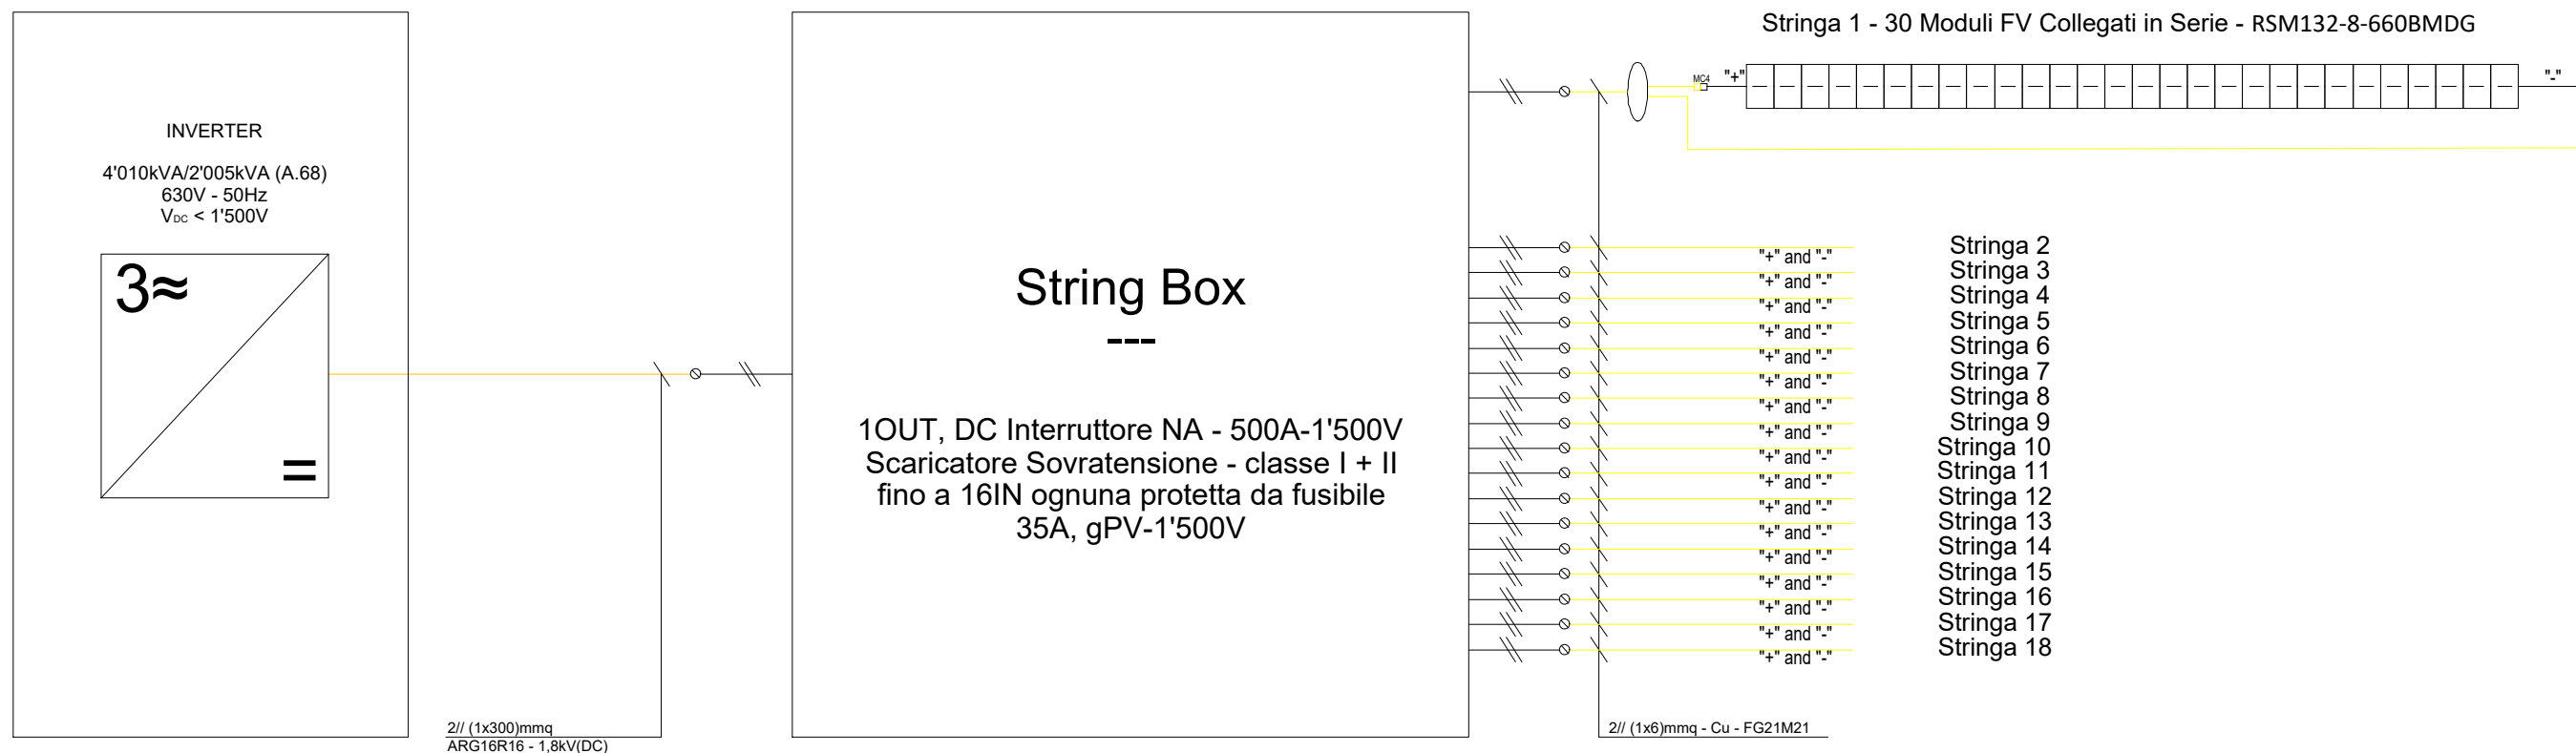 Stringa 1 - 30 Moduli FV Collegati in Serie - RSM132-8-660BMDG
MC4 "+" "-"
INVERTER
4'010kVA/2'005kVA (A.68)
630V - 50Hz
VDC < 1'500V
3≈
=
String Box
---
1OUT, DC Interruttore NA - 500A-1'500V
Scaricatore Sovratensione - classe I + II
fino a 16IN ognuna protetta da fusibile
35A, gPV-1'500V
"+" and "-" Stringa 2
"+" and "-" Stringa 3
"+" and "-" Stringa 4
"+" and "-" Stringa 5
"+" and "-" Stringa 6
"+" and "-" Stringa 7
"+" and "-" Stringa 8
"+" and "-" Stringa 9
"+" and "-" Stringa 10
"+" and "-" Stringa 11
"+" and "-" Stringa 12
"+" and "-" Stringa 13
"+" and "-" Stringa 14
"+" and "-" Stringa 15
"+" and "-" Stringa 16
"+" and "-" Stringa 17
"+" and "-" Stringa 18
2// (1x300)mmq
ARG16R16 - 1,8kV(DC)
2// (1x6)mmq - Cu - FG21M21